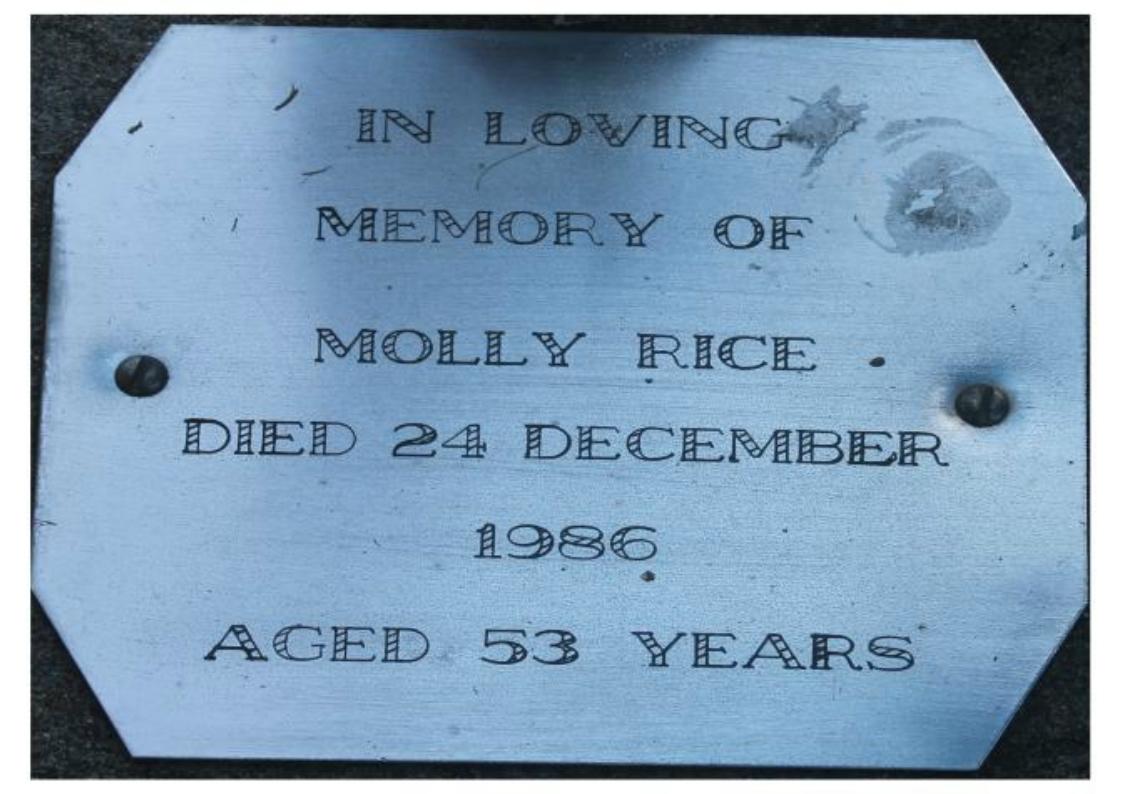 IN LOVING
MEMORY OF
MOLLY RICE
DIED 24 DECEMBER
1986
AGED 53 YEARS